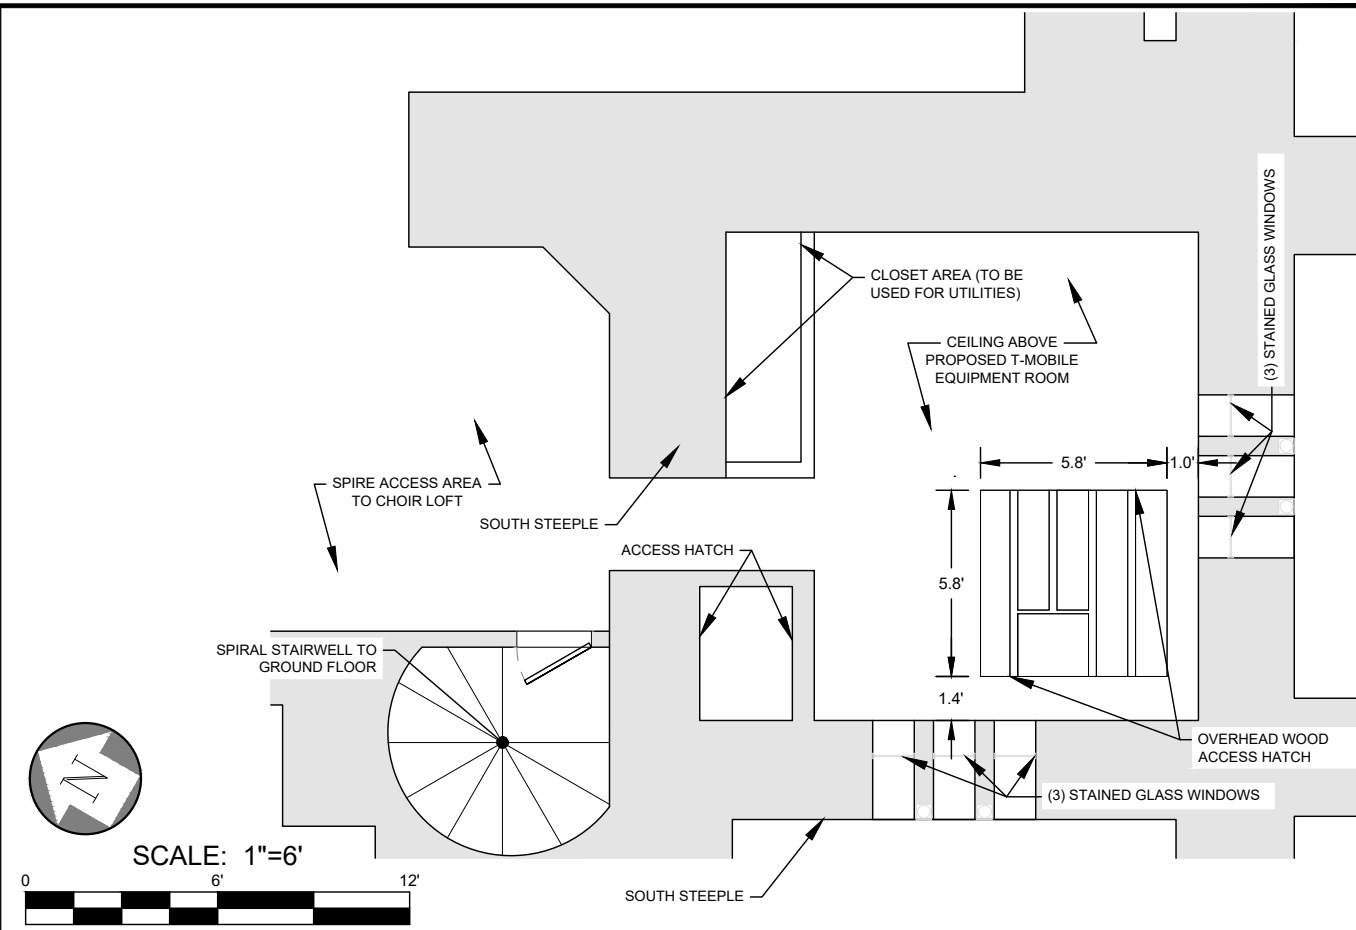 (3) STAINED GLASS WINDOWS
CLOSET AREA (TO BE
USED FOR UTILITIES)
CEILING ABOVE
PROPOSED T-MOBILE
EQUIPMENT ROOM
5.8'
1.0'
SPIRE ACCESS AREA
TO CHOIR LOFT
SOUTH STEEPLE
ACCESS HATCH
5.8'
SPIRAL STAIRWELL TO
GROUND FLOOR
1.4'
OVERHEAD WOOD
ACCESS HATCH
N
(3) STAINED GLASS WINDOWS
SCALE: 1"=6'
0 6' 12'
SOUTH STEEPLE